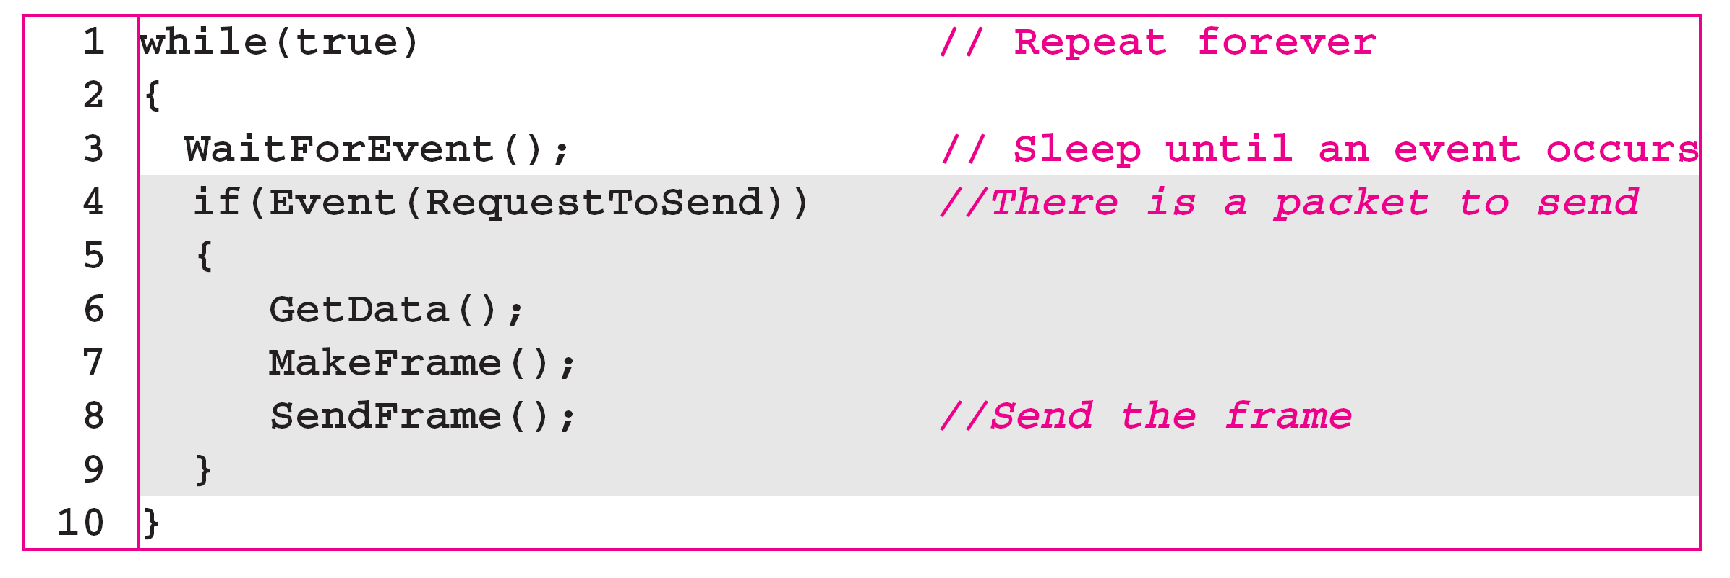 1 while(true) // Repeat forever
2 {
3 WaitForEvent(); // Sleep until an event occurs
4 if(Event(RequestToSend)) //There is a packet to send
5 {
6 GetData();
7 MakeFrame();
8 SendFrame(); //Send the frame
9 }
10 }